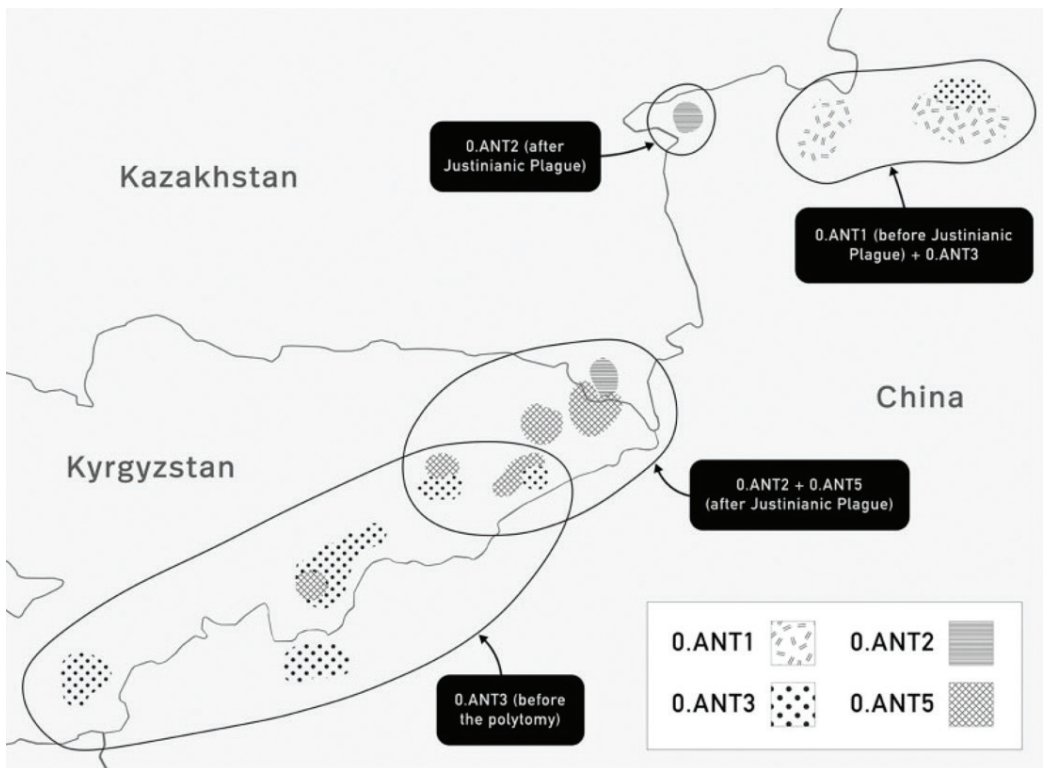 Kazakhstan
0.ANT2 (after
Justinianic Plague)
0.ANT1 (before Justinianic
Plague) + 0.ANT3
China
Kyrgyzstan
0.ANT2 + 0.ANT5
(after Justinianic Plague)
0.ANT3 (before
the polytomy)
0.ANT1
0.ANT2
0.ANT3
0.ANT5